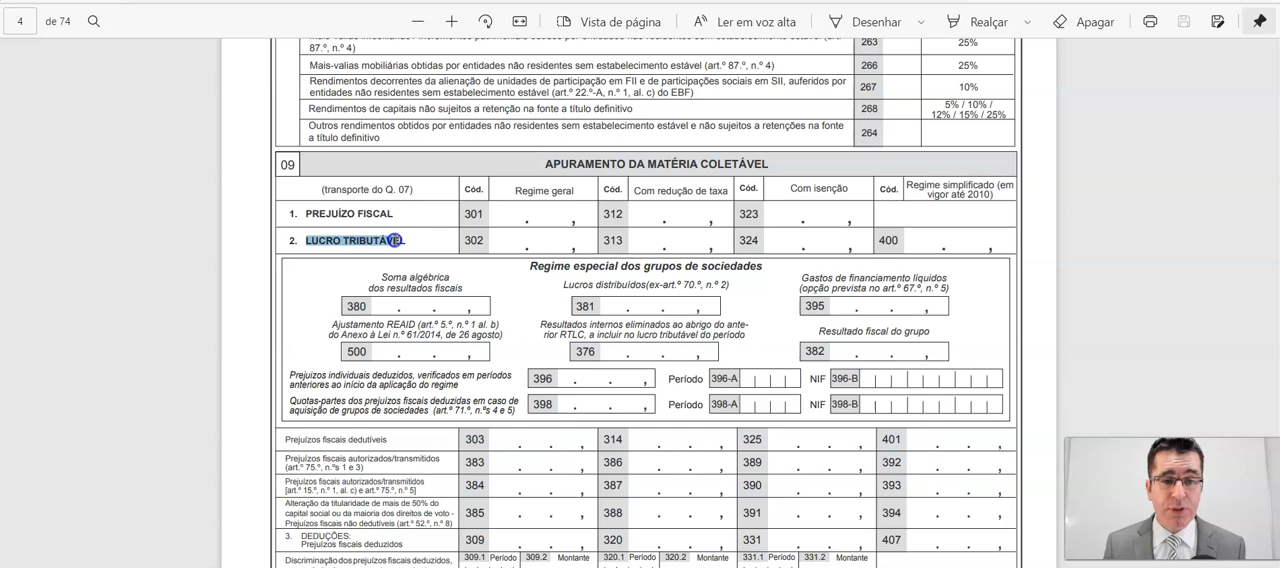 4 de 74 Vista de página Ler em voz alta Desenhar Realçar Apagar
87.º, n.º 4) 263 25%
Mais-valias mobiliárias obtidas por entidades não residentes sem estabelecimento estável (art.º 87.º, n.º 4) 266 25%
Rendimentos decorrentes da alienação de unidades de participação em FII e de participações sociais em SII, auferidos por
entidades não residentes sem estabelecimento estável (art.º 22.º-A, n.º 1, al. c) do EBF) 267 10%
Rendimentos de capitais não sujeitos a retenção na fonte a título definitivo 268 5% / 10% /
12% / 15% / 25%
Outros rendimentos obtidos por entidades não residentes sem estabelecimento estável e não sujeitos a retenções na fonte
a título definitivo 264
09 APURAMENTO DA MATÉRIA COLETÁVEL
(transporte do Q. 07) Cód. Regime geral Cód. Com redução de taxa Cód. Com isenção Cód. Regime simplificado (em
vigor até 2010)
1. PREJUÍZO FISCAL 301 . , 312 . , 323 . ,
2. LUCRO TRIBUTÁVEL 302 . , 313 . , 324 . , 400 . ,
Regime especial dos grupos de sociedades
Soma algébrica
dos resultados fiscais
Lucros distribuídos(ex-art.º 70.º, n.º 2)
Gastos de financiamento líquidos
(opção prevista no art.º 67.º, n.º 5)
380 . . , 381 . . , 395 . . ,
Ajustamento REAID (art.º 5.º, n.º 1 al. b)
do Anexo à Lei n.º 61/2014, de 26 agosto)
Resultados internos eliminados ao abrigo do ante-
rior RTLC, a incluir no lucro tributável do período
Resultado fiscal do grupo
500 . . , 376 . . , 382 . . ,
Prejuízos individuais deduzidos, verificados em períodos
anteriores ao início da aplicação do regime 396 . . , Período 396-A NIF 396-B
Quotas-partes dos prejuízos fiscais deduzidas em caso de
aquisição de grupos de sociedades (art.º 71.º, n.ºs 4 e 5) 398 . . , Período 398-A NIF 398-B
Prejuízos fiscais dedutíveis 303 . . , 314 . . , 325 . . , 401 . . ,
Prejuízos fiscais autorizados/transmitidos
(art.º 75.º, n.ºs 1 e 3) 383 . . , 386 . . , 389 . . , 392 . . ,
Prejuízos fiscais autorizados/transmitidos
[art.º 15.º, n.º 1, al. c) e art.º 75.º, n.º 5] 384 . . , 387 . . , 390 . . , 393 . . ,
Alteração da titularidade de mais de 50% do
capital social ou da maioria dos direitos de voto -
Prejuízos fiscais não dedutíveis (art.º 52.º, n.º 8) 385 . . , 388 . . , 391 . . , 394 . . ,
3. DEDUÇÕES:
Prejuízos fiscais deduzidos 309 . . , 320 . . , 331 . . , 407 . . ,
Discriminação dos prejuízos fiscais deduzidos, 309.1 Período 309.2 Montante 320.1 Período 320.2 Montante 331.1 Período 331.2 Montante